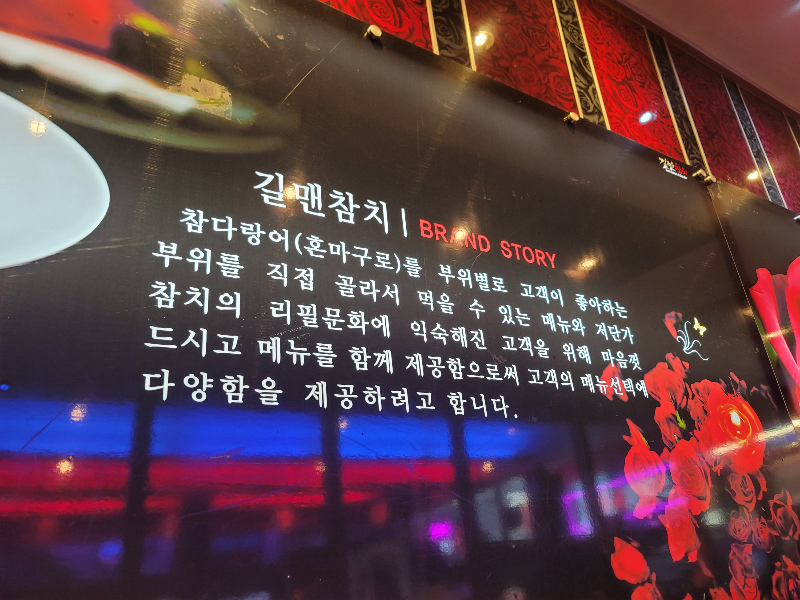 길맨참치 | BRAND STORY
참다랑어(혼마구로)를 부위별로 고객이 좋아하는
부위를 직접 골라서 먹을 수 있는 메뉴와 저단가
참치의 리필문화에 익숙해진 고객을 위해 마음껏
드시고 메뉴를 함께 제공함으로써 고객의 메뉴선택에
다양함을 제공하려고 합니다.